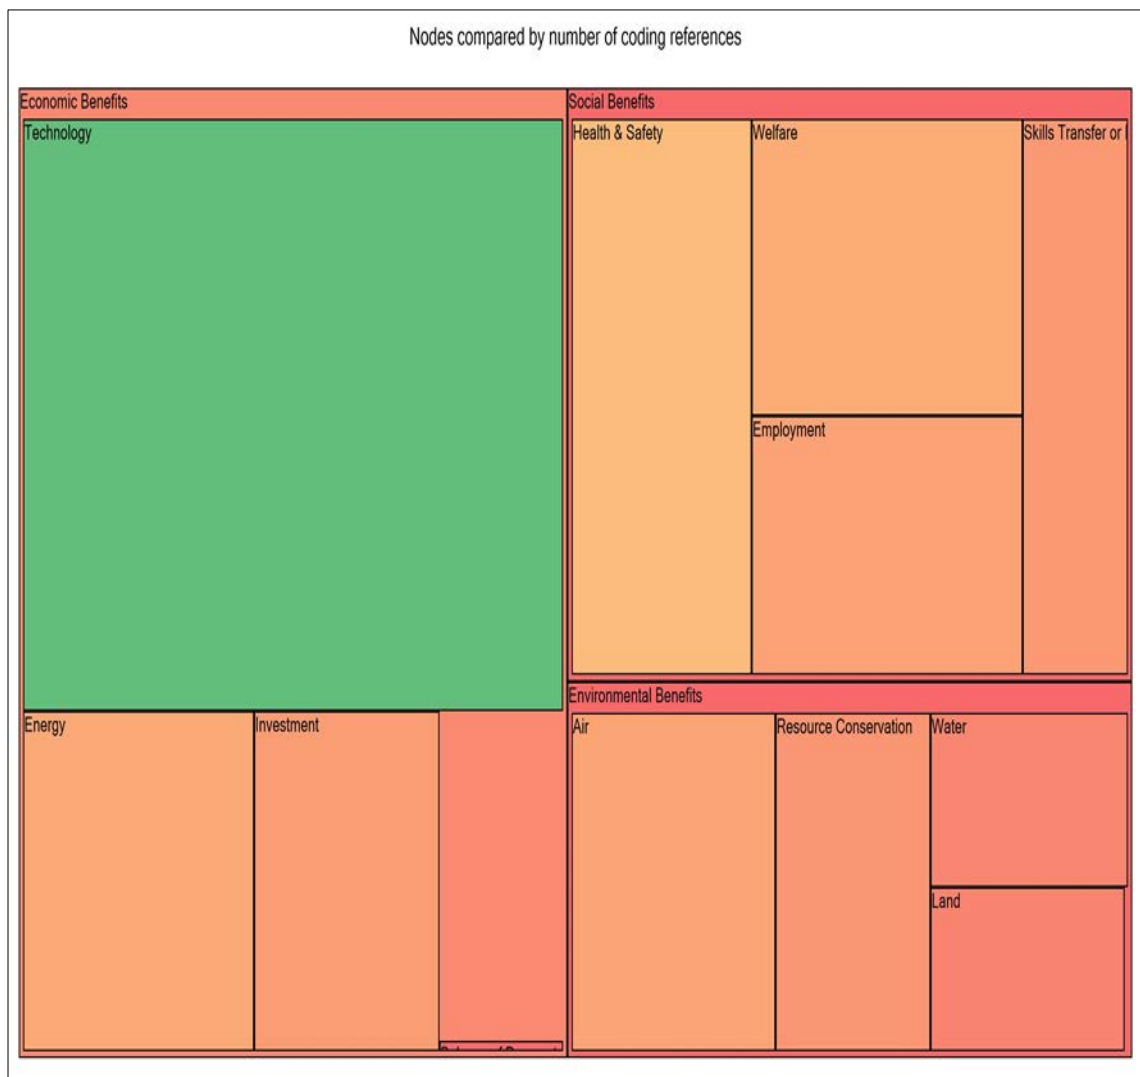 Nodes compared by number of coding references
Economic Benefits
Technology
Energy
Investment
Social Benefits
Health & Safety
Welfare
Skills Transfer or
Employment
Environmental Benefits
Air
Resource Conservation
Water
Land